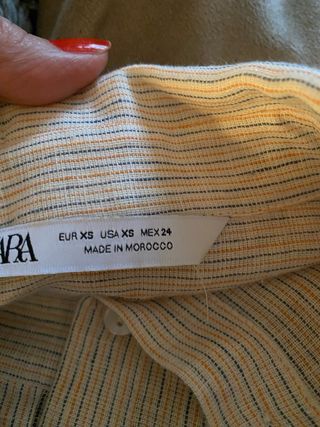 ARA
EUR XS USA XS MEX 24
MADE IN MOROCCO